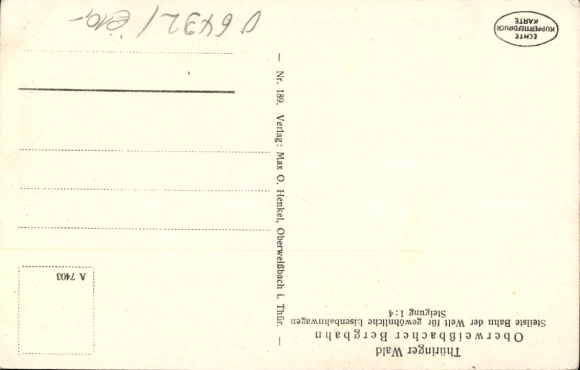 Thüringer Wald
Oberweißbacher Bergbahn
Steilste Bahn der Welt für gewöhnliche Eisenbahnwagen
Steigung 1:4
A 7403
— Nr. 189. Verlag: Max O. Henkel, Oberweißbach i. Thür. —
ECHTE
KUPFERTIEFDRUCK
KARTE